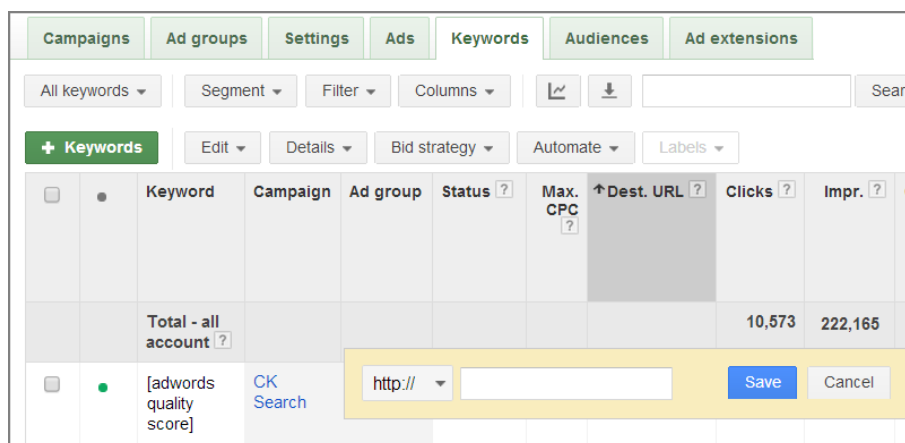 Campaigns Ad groups Settings Ads Keywords Audiences Ad extensions
All keywords Segment Filter Columns
+ Keywords Edit Details Bid strategy Automate Labels
Keyword Campaign Ad group Status ? Max. ↑Dest. URL ? Clicks ? Impr. ?
CPC
?
Total - all 10,573 222,165
account ?
[adwords CK http:// Save Cancel
quality Search
score]